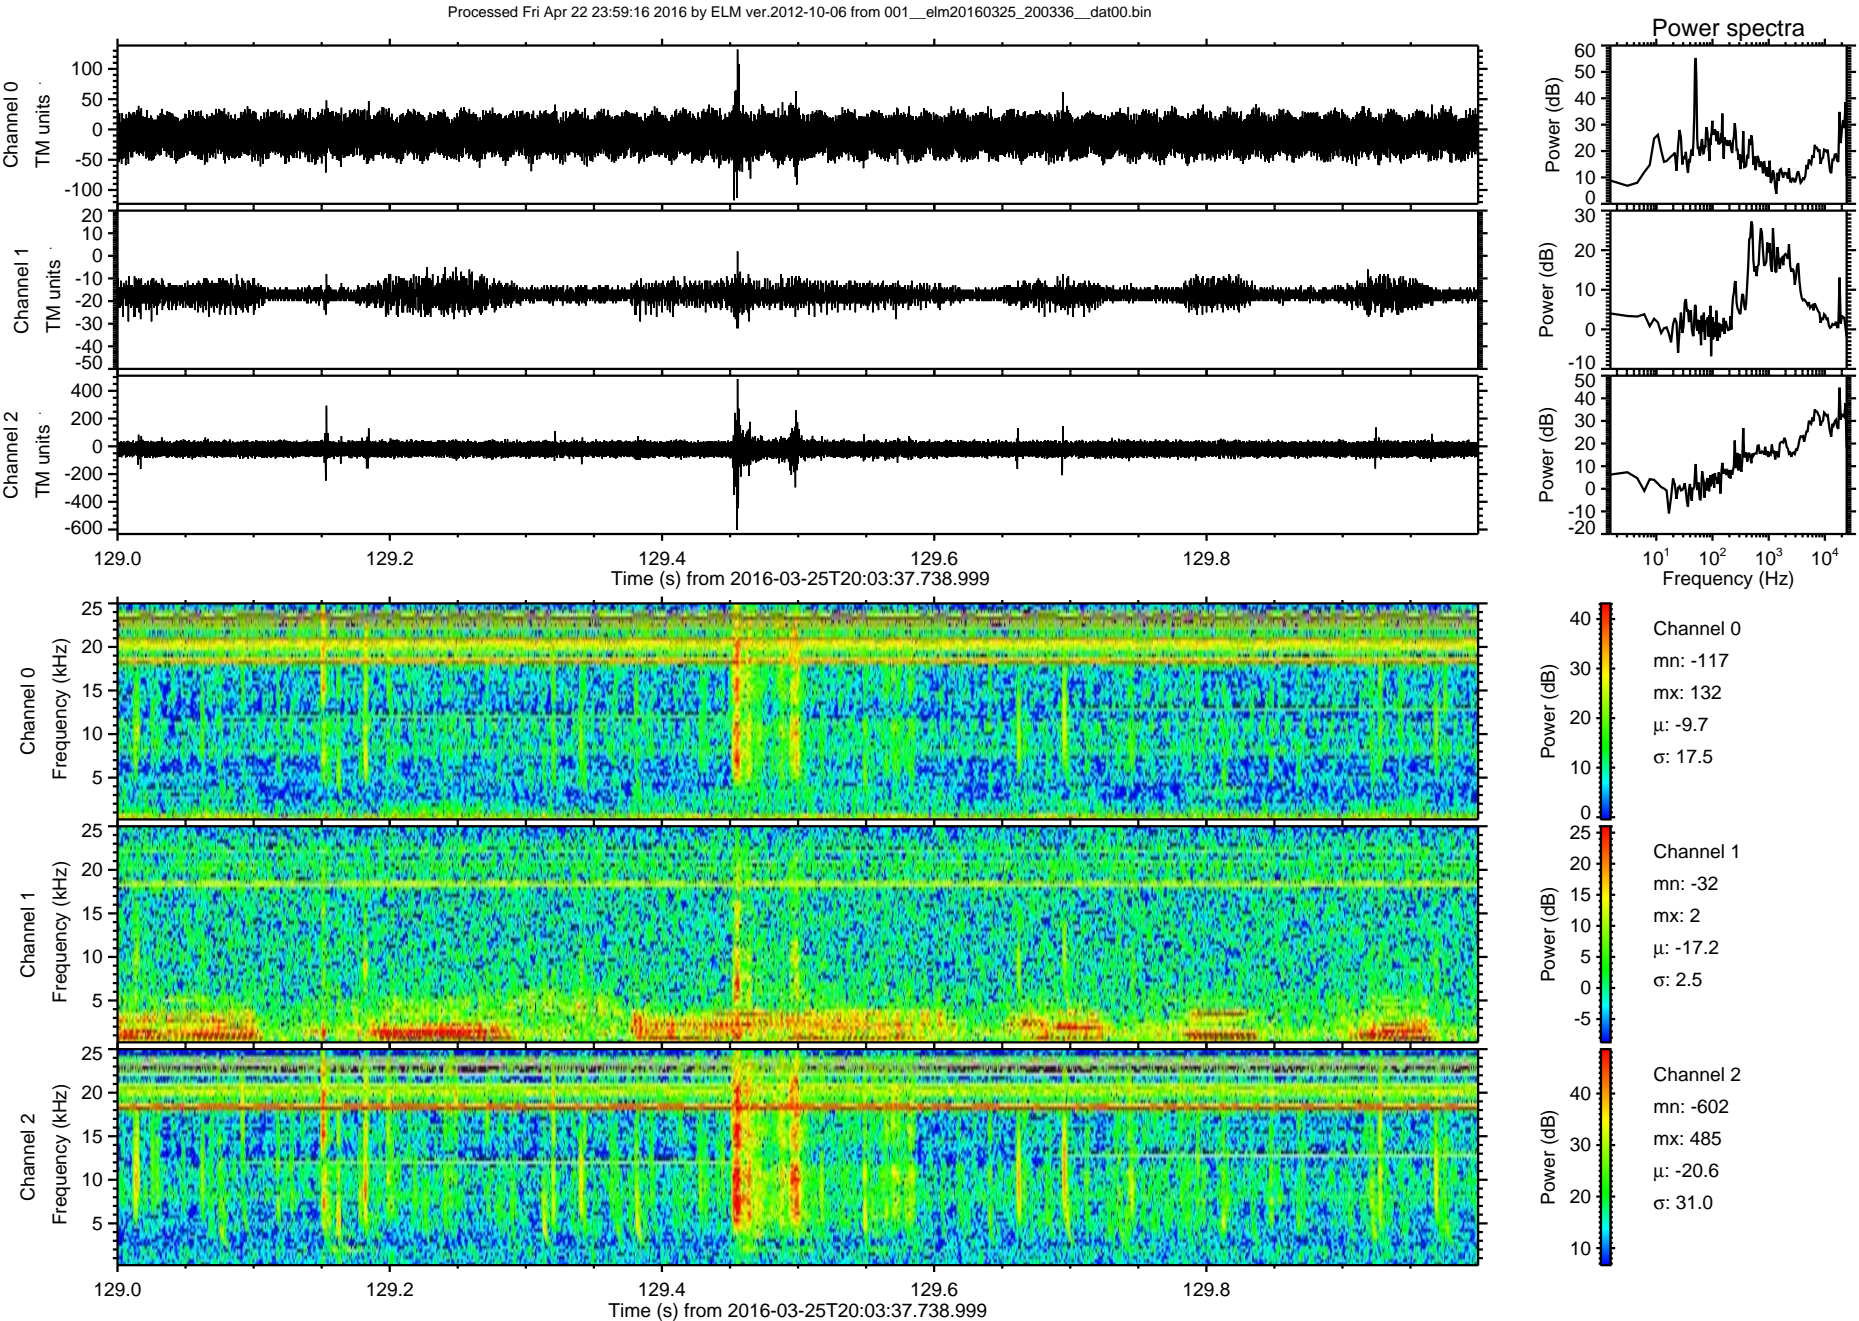 Processed Fri Apr 22 23:59:16 2016 by ELM ver.2012-10-06 from 001__elm20160325_200336__dat00.bin
Power spectra
Channel 0
TM units
100
50
0
-50
-100
Power (dB)
60
50
40
30
20
10
0
Channel 1
TM units
20
10
0
-10
-20
-30
-40
-50
Power (dB)
30
20
10
0
-10
Channel 2
TM units
400
200
0
-200
-400
-600
Power (dB)
50
40
30
20
10
0
-10
-20
129.0 129.2 129.4 129.6 129.8
Time (s) from 2016-03-25T20:03:37.738.999
10^1 10^2 10^3 10^4
Frequency (Hz)
Channel 0
Frequency (kHz)
25
20
15
10
5
Power (dB)
40
30
20
10
0
Channel 0
mn: -117
mx: 132
μ: -9.7
σ: 17.5
Channel 1
Frequency (kHz)
25
20
15
10
5
Power (dB)
25
20
15
10
5
0
-5
Channel 1
mn: -32
mx: 2
μ: -17.2
σ: 2.5
Channel 2
Frequency (kHz)
25
20
15
10
5
Power (dB)
40
30
20
10
Channel 2
mn: -602
mx: 485
μ: -20.6
σ: 31.0
129.0 129.2 129.4 129.6 129.8
Time (s) from 2016-03-25T20:03:37.738.999